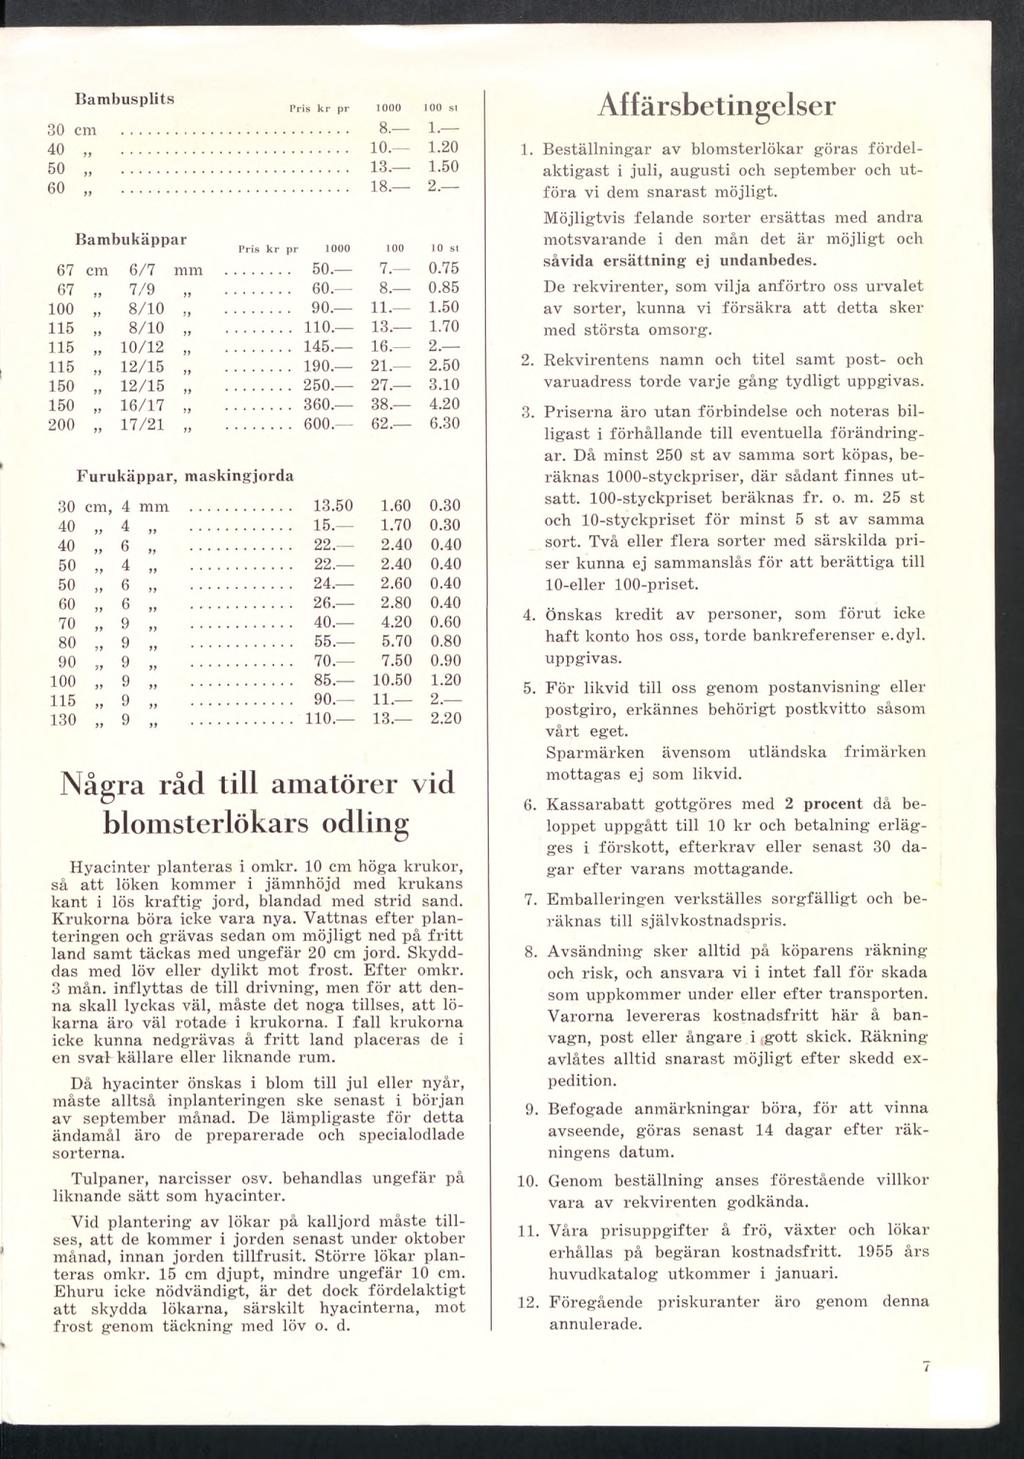 Bambusplits
Pris kr pr 1000 100 st
30 cm .......................... 8.— 1.—
40 „ .......................... 10.— 1.20
50 „ .......................... 13.— 1.50
60 „ .......................... 18.— 2.—
Bambukäppar
Pris kr pr 1000 100 10 st
67 cm 6/7 mm ........ 50.— 7.— 0.75
67 „ 7/9 „ ........ 60.— 8.— 0.85
100 „ 8/10 „ ........ 90.— 11.— 1.50
115 „ 8/10 „ ........ 110.— 13.— 1.70
115 „ 10/12 „ ........ 145.— 16.— 2.—
115 „ 12/15 „ ........ 190.— 21.— 2.50
150 „ 12/15 „ ........ 250.— 27.— 3.10
150 „ 16/17 „ ........ 360.— 38.— 4.20
200 „ 17/21 „ ........ 600.— 62.— 6.30
Furukäppar, maskingjorda
30 cm, 4 mm ............ 13.50 1.60 0.30
40 „ 4 „ ............ 15.— 1.70 0.30
40 „ 6 „ ............ 22.— 2.40 0.40
50 „ 4 „ ............ 22.— 2.40 0.40
50 „ 6 „ ............ 24.— 2.60 0.40
60 „ 6 „ ............ 26.— 2.80 0.40
70 „ 9 „ ............ 40.— 4.20 0.60
80 „ 9 „ ............ 55.— 5.70 0.80
90 „ 9 „ ............ 70.— 7.50 0.90
100 „ 9 „ ............ 85.— 10.50 1.20
115 „ 9 „ ............ 90.— 11.— 2.—
130 „ 9 „ ............ 110.— 13.— 2.20
Några råd till amatörer vid
blomsterlökars odling
Hyacinter planteras i omkr. 10 cm höga krukor,
så att löken kommer i jämnhöjd med krukans
kant i lös kraftig jord, blandad med strid sand.
Krukorna böra icke vara nya. Vattnas efter plan-
teringen och grävas sedan om möjligt ned på fritt
land samt täckas med ungefär 20 cm jord. Skydd-
das med löv eller dylikt mot frost. Efter omkr.
3 mån. inflyttas de till drivning, men för att den-
na skall lyckas väl, måste det noga tillses, att lö-
karna äro väl rotade i krukorna. I fall krukorna
icke kunna nedgrävas å fritt land placeras de i
en sval källare eller liknande rum.
Då hyacinter önskas i blom till jul eller nyår,
måste alltså inplanteringen ske senast i början
av september månad. De lämpligaste för detta
ändamål äro de preparerade och specialodlade
sorterna.
Tulpaner, narcisser osv. behandlas ungefär på
liknande sätt som hyacinter.
Vid plantering av lökar på kalljord måste till-
ses, att de kommer i jorden senast under oktober
månad, innan jorden tillfrusit. Större lökar plan-
teras omkr. 15 cm djupt, mindre ungefär 10 cm.
Ehuru icke nödvändigt, är det dock fördelaktigt
att skydda lökarna, särskilt hyacinterna, mot
frost genom täckning med löv o. d.
Affärsbetingelser
1. Beställningar av blomsterlökar göras fördel-
aktigast i juli, augusti och september och ut-
föra vi dem snarast möjligt.
Möjligtvis felande sorter ersättas med andra
motsvarande i den mån det är möjligt och
såvida ersättning ej undanbedes.
De rekvirenter, som vilja anförtro oss urvalet
av sorter, kunna vi försäkra att detta sker
med största omsorg.
2. Rekvirentens namn och titel samt post- och
varuadress torde varje gång tydligt uppgivas.
3. Priserna äro utan förbindelse och noteras bil-
ligast i förhållande till eventuella förändring-
ar. Då minst 250 st av samma sort köpas, be-
räknas 1000-styckpriser, där sådant finnes ut-
satt. 100-styckpriset beräknas fr. o. m. 25 st
och 10-styckpriset för minst 5 st av samma
sort. Två eller flera sorter med särskilda pri-
ser kunna ej sammanslås för att berättiga till
10-eller 100-priset.
4. Önskas kredit av personer, som förut icke
haft konto hos oss, torde bankreferenser e.dyl.
uppgivas.
5. För likvid till oss genom postanvisning eller
postgiro, erkännes behörigt postkvitto såsom
vårt eget.
Sparmärken ävensom utländska frimärken
mottagas ej som likvid.
6. Kassarabatt gottgöres med 2 procent då be-
loppet uppgått till 10 kr och betalning erläg-
ges i förskott, efterkrav eller senast 30 da-
gar efter varans mottagande.
7. Emballeringen verkställes sorgfälligt och be-
räknas till självkostnadspris.
8. Avsändning sker alltid på köparens räkning
och risk, och ansvara vi i intet fall för skada
som uppkommer under eller efter transporten.
Varorna levereras kostnadsfritt här å ban-
vagn, post eller ångare i gott skick. Räkning
avlåtes alltid snarast möjligt efter skedd ex-
pedition.
9. Befogade anmärkningar böra, för att vinna
avseende, göras senast 14 dagar efter räk-
ningens datum.
10. Genom beställning anses förestående villkor
vara av rekvirenten godkända.
11. Våra prisuppgifter å frö, växter och lökar
erhållas på begäran kostnadsfritt. 1955 års
huvudkatalog utkommer i januari.
12. Föregående priskuranter äro genom denna
annulerade.
7